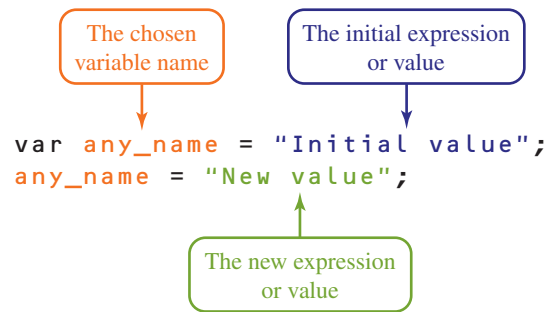 The chosen
variable name
The initial expression
or value
var any_name = “Initial value”;
any_name = “New value”;
The new expression
or value